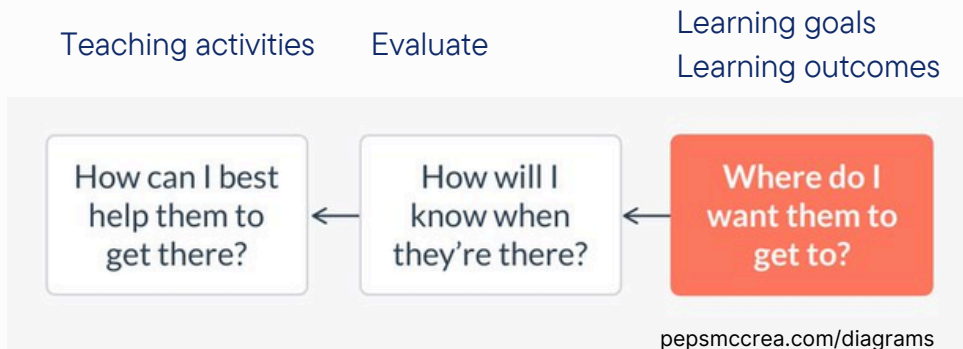 Teaching activities
Evaluate
Learning goals
Learning outcomes
How can I best
help them to
get there?
How will I
know when
they're there?
Where do I
want them to
get to?
pepsmccrea.com/diagrams